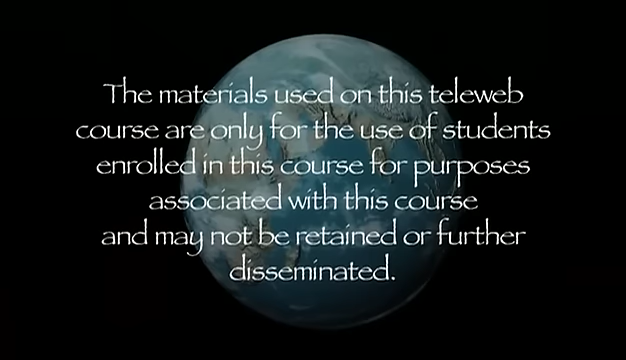 The materials used on this teleweb
course are only for the use of students
enrolled in this course for purposes
associated with this course
and may not be retained or further
disseminated.